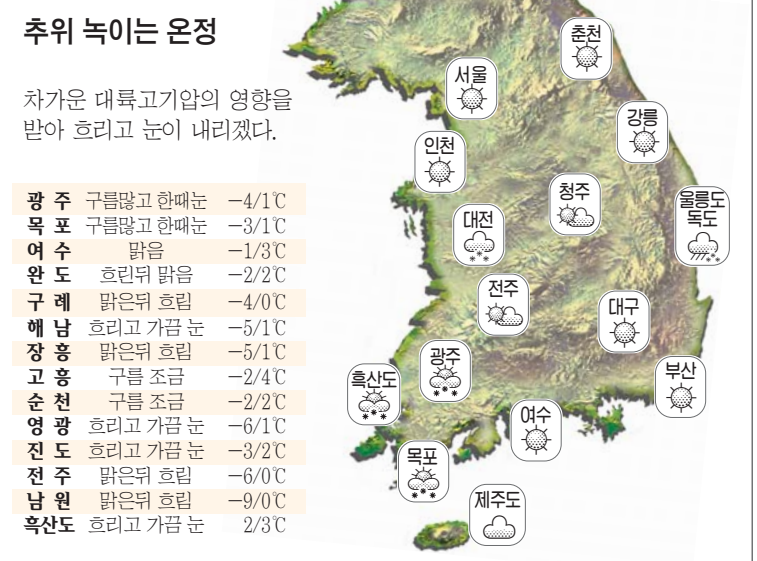 추위 녹이는 온정
차가운 대륙고기압의 영향을
받아 흐리고 눈이 내리겠다.
광 주 구름많고 한때눈 −4/1℃
목 포 구름많고 한때눈 −3/1℃
여 수 맑음 −1/3℃
완 도 흐린뒤 맑음 −2/2℃
구 례 맑은뒤 흐림 −4/0℃
해 남 흐리고 가끔 눈 −5/1℃
장 흥 맑은뒤 흐림 −5/1℃
고 흥 구름 조금 −2/4℃
순 천 구름 조금 −2/2℃
영 광 흐리고 가끔 눈 −6/1℃
진 도 흐리고 가끔 눈 −3/2℃
전 주 맑은뒤 흐림 −6/0℃
남 원 맑은뒤 흐림 −9/0℃
흑산도 흐리고 가끔 눈 2/3℃
춘천
서울
강릉
인천
청주
울릉도
독도
대전
전주
대구
광주
부산
흑산도
여수
목포
제주도